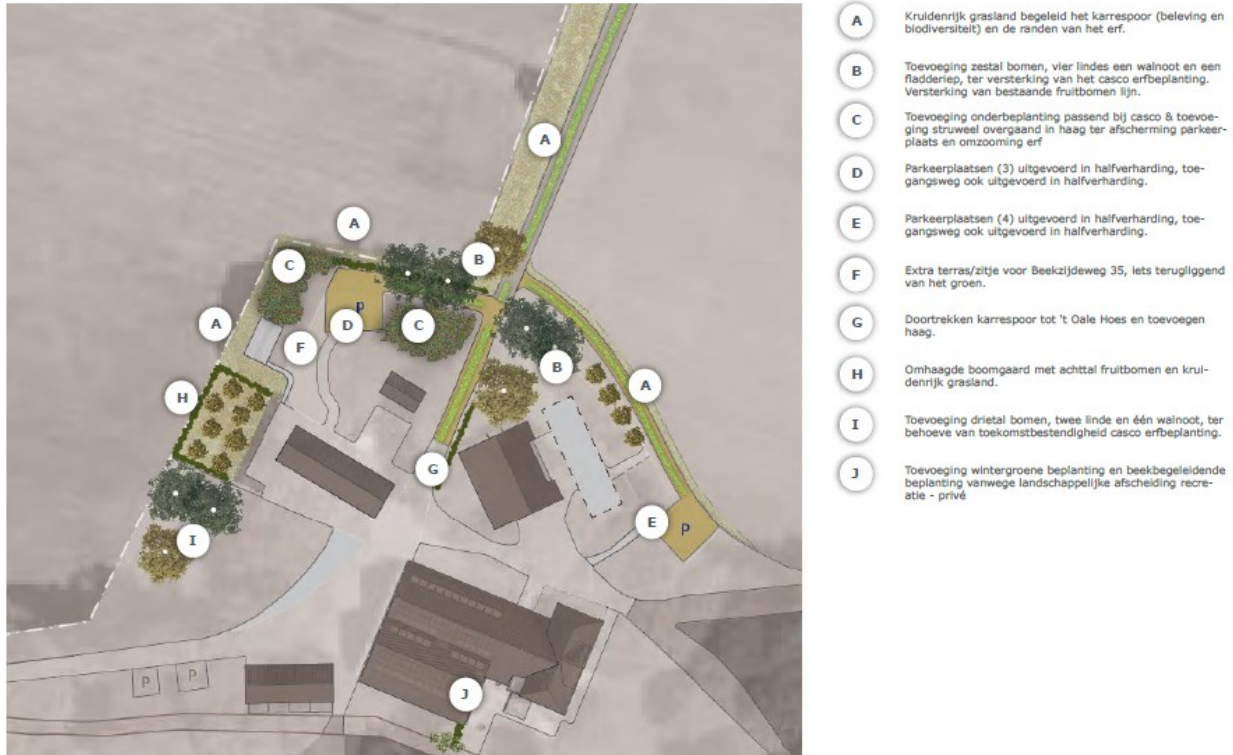 A
Kruidenrijk grasland begeleid het karrespoor (beleving en
biodiversiteit) en de randen van het erf.
B
Toevoeging zestal bomen, vier lindes een walnoot en een
fladderiep, ter versterking van het casco erfbeplanting.
Versterking van bestaande fruitbomen lijn.
C
Toevoeging onderbeplanting passend bij casco & toevoe-
ging struweel overgaand in haag ter afscherming parkeer-
plaats en omzooming erf
D
Parkeerplaatsen (3) uitgevoerd in halfverharding, toe-
gangsweg ook uitgevoerd in halfverharding.
E
Parkeerplaatsen (4) uitgevoerd in halfverharding, toe-
gangsweg ook uitgevoerd in halfverharding.
F
Extra terras/zitje voor Beekzijdeweg 35, iets terugliggend
van het groen.
G
Doortrekken karrespoor tot 't Oale Hoes en toevoegen
haag.
H
Omhaagde boomgaard met achttal fruitbomen en krui-
denrijk grasland.
I
Toevoeging drietal bomen, twee linde en één walnoot, ter
behoeve van toekomstbestendigheid casco erfbeplanting.
J
Toevoeging wintergroene beplanting en beekbegeleidende
beplanting vanwege landschappelijke afscheiding recre-
atie - privé
A
A
B
C
p
D
C
A
F
B
A
H
G
E
p
I
P
P
J